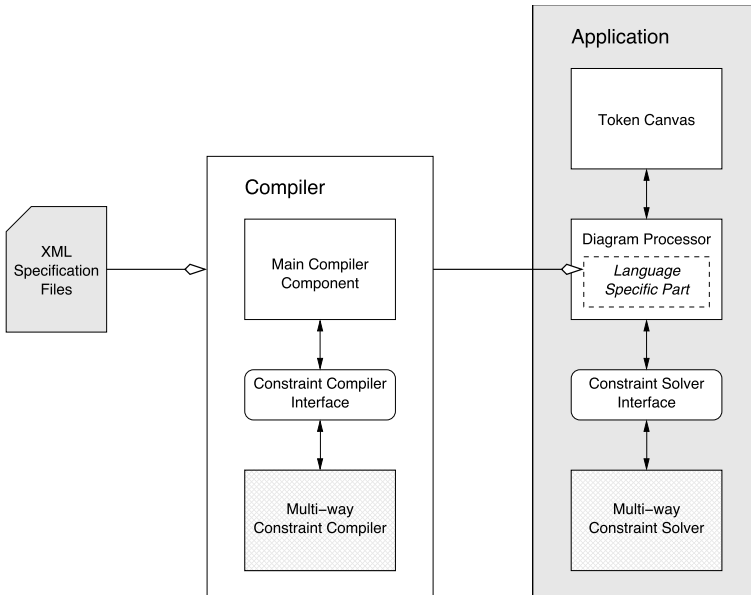 XML
Specification
Files
Compiler
Main Compiler
Component
Constraint Compiler
Interface
Multi−way
Constraint Compiler
Application
Token Canvas
Diagram Processor
Language
Specific Part
Constraint Solver
Interface
Multi−way
Constraint Solver